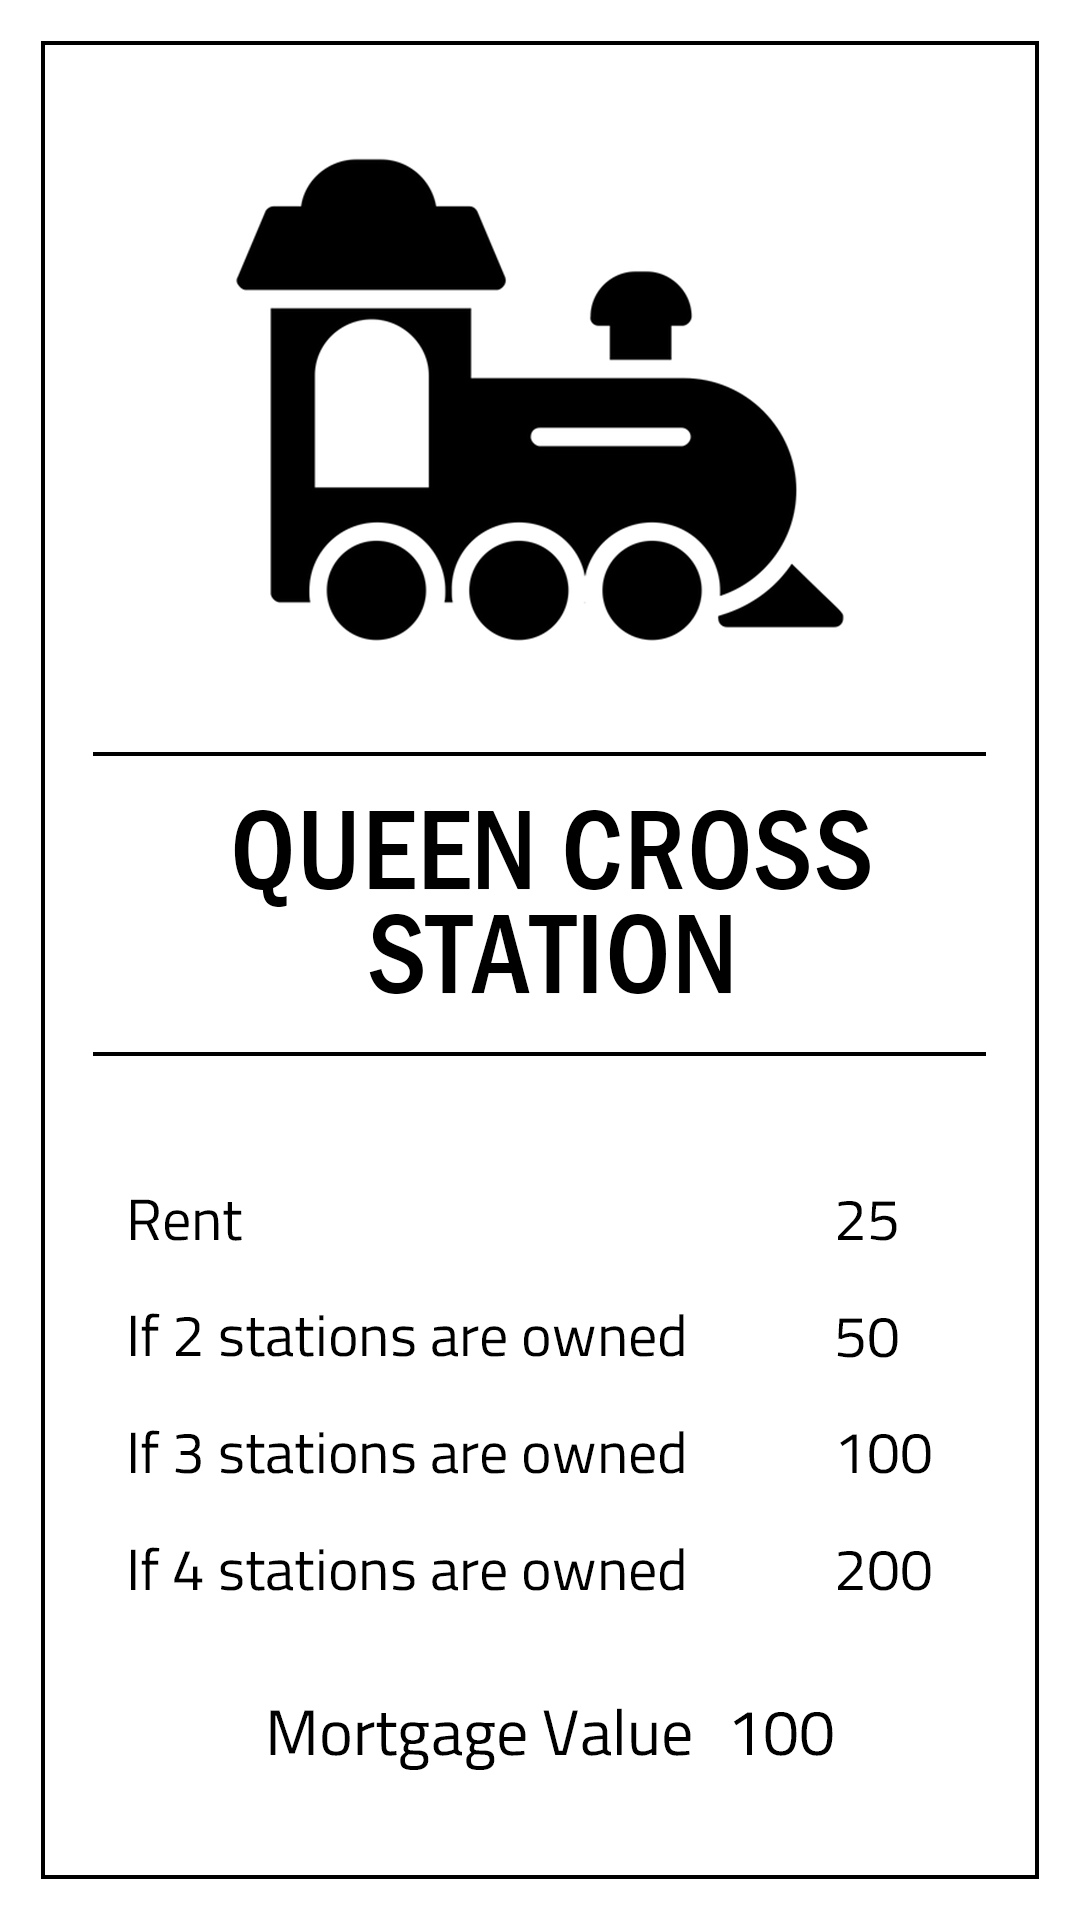 QUEEN CROSS
STATION
Rent 25
If 2 stations are owned 50
If 3 stations are owned 100
If 4 stations are owned 200
Mortgage Value 100